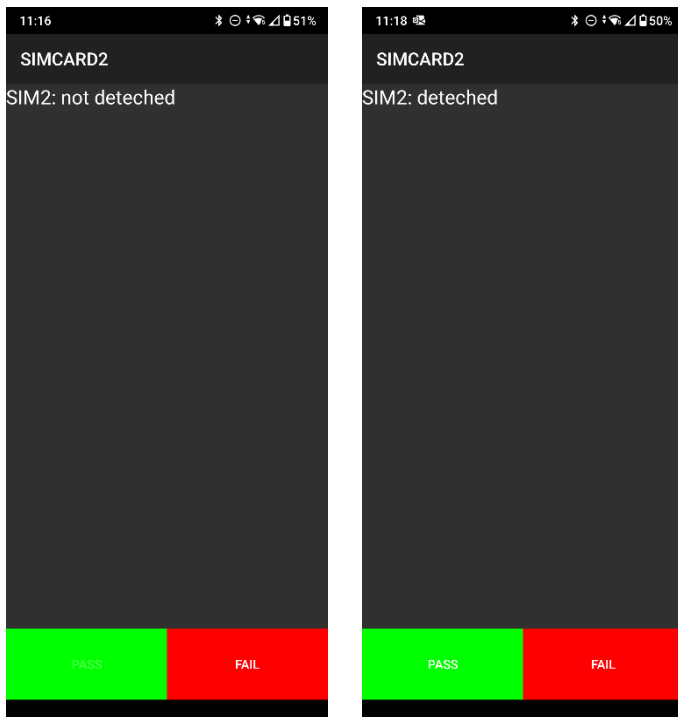 11:16 51%
SIMCARD2
SIM2: not deteched
PASS FAIL
11:18 50%
SIMCARD2
SIM2: deteched
PASS FAIL